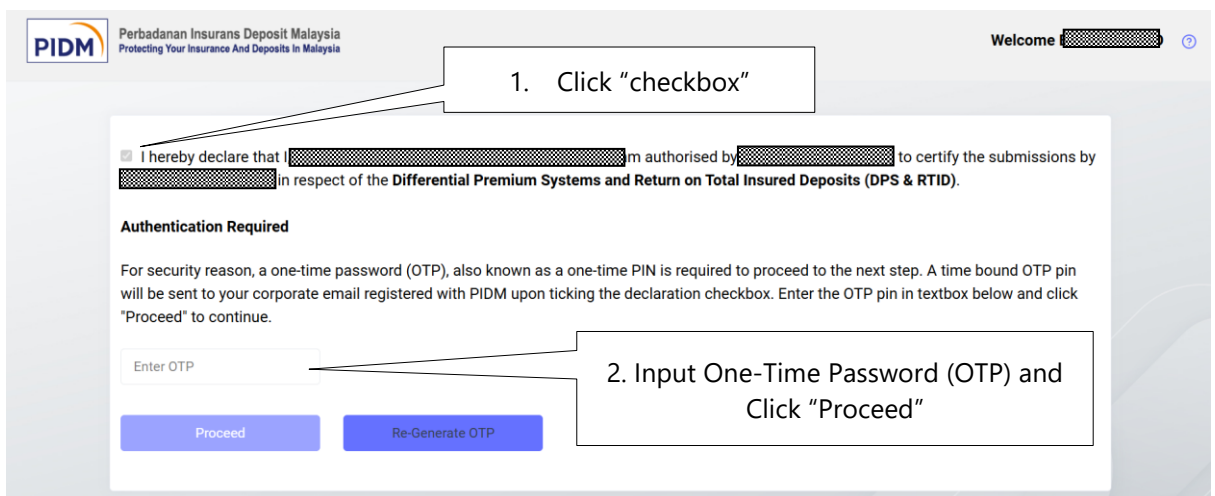 PIDM
Perbadanan Insurans Deposit Malaysia
Protecting Your Insurance And Deposits In Malaysia
Welcome
1. Click “checkbox”
I hereby declare that I am authorised by to certify the submissions by
in respect of the Differential Premium Systems and Return on Total Insured Deposits (DPS & RTID).
Authentication Required
For security reason, a one-time password (OTP), also known as a one-time PIN is required to proceed to the next step. A time bound OTP pin
will be sent to your corporate email registered with PIDM upon ticking the declaration checkbox. Enter the OTP pin in textbox below and click
"Proceed" to continue.
Enter OTP
2. Input One-Time Password (OTP) and
Click “Proceed”
Proceed
Re-Generate OTP